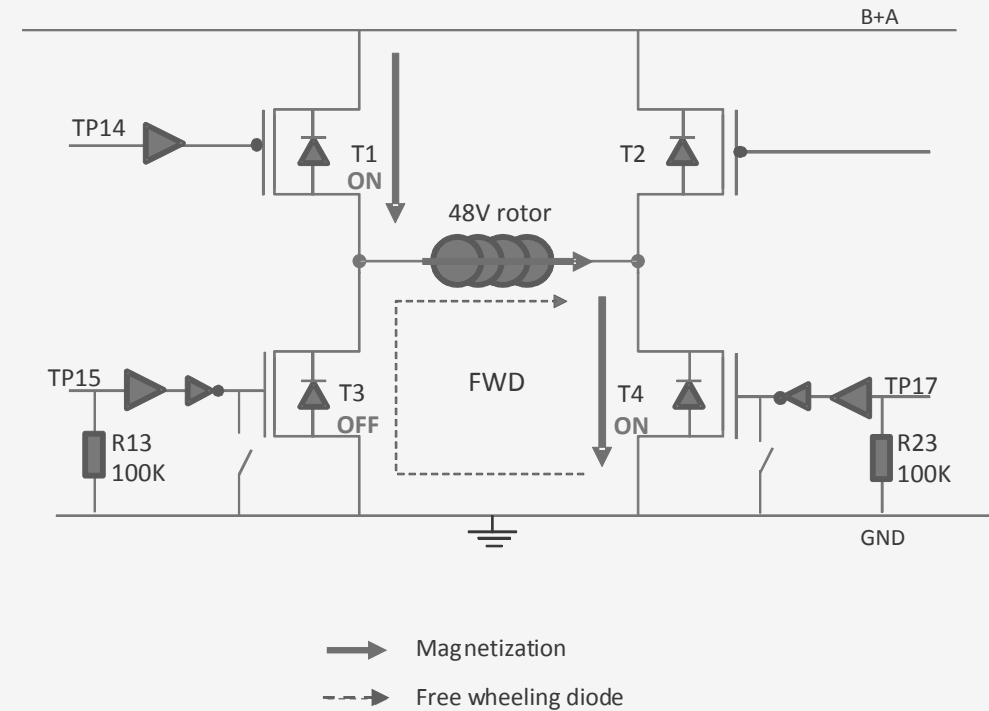 B+A
TP14
T1
ON
T2
48V rotor
TP15
T3
OFF
FWD
T4
ON
TP17
R13
100K
R23
100K
GND
Magnetization
Free wheeling diode